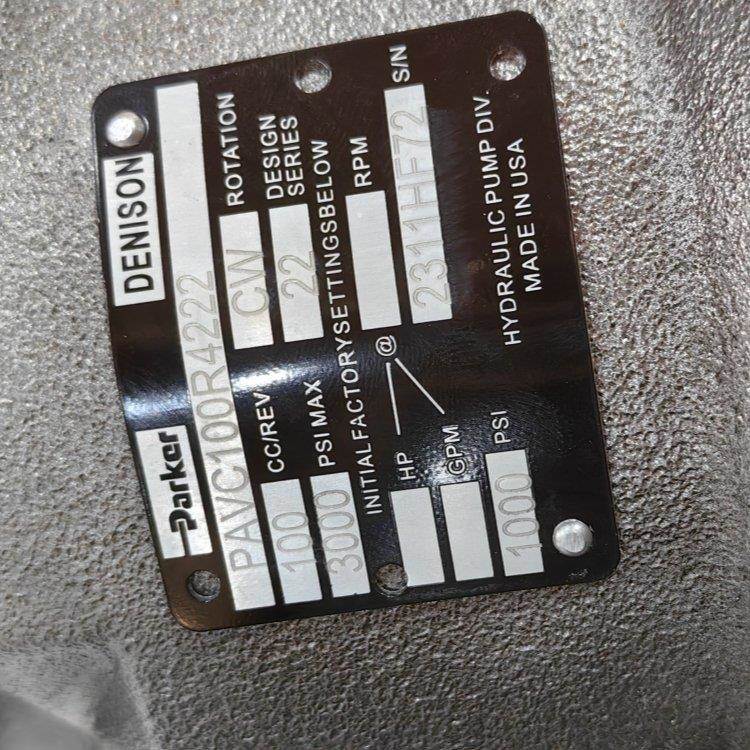 Parker DENISON
PAVC100R4222
100 CC/REV CW ROTATION
3000 PSI MAX 22 DESIGN SERIES
INITIAL FACTORY SETTINGS BELOW
HP @ RPM
GPM
1000 PSI 2311HF72 S/N
HYDRAULIC PUMP DIV.
MADE IN USA